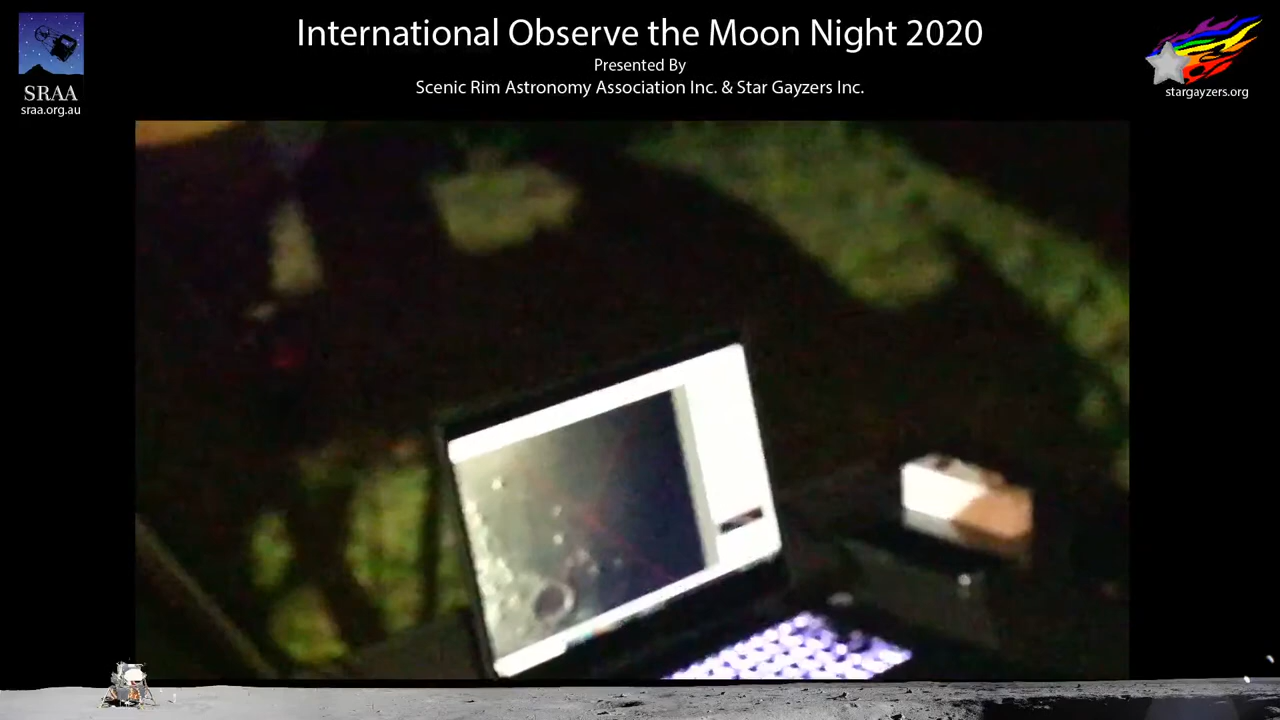 International Observe the Moon Night 2020
Presented By
Scenic Rim Astronomy Association Inc. & Star Gayzers Inc.
SRAA
sraa.org.au
stargayzers.org